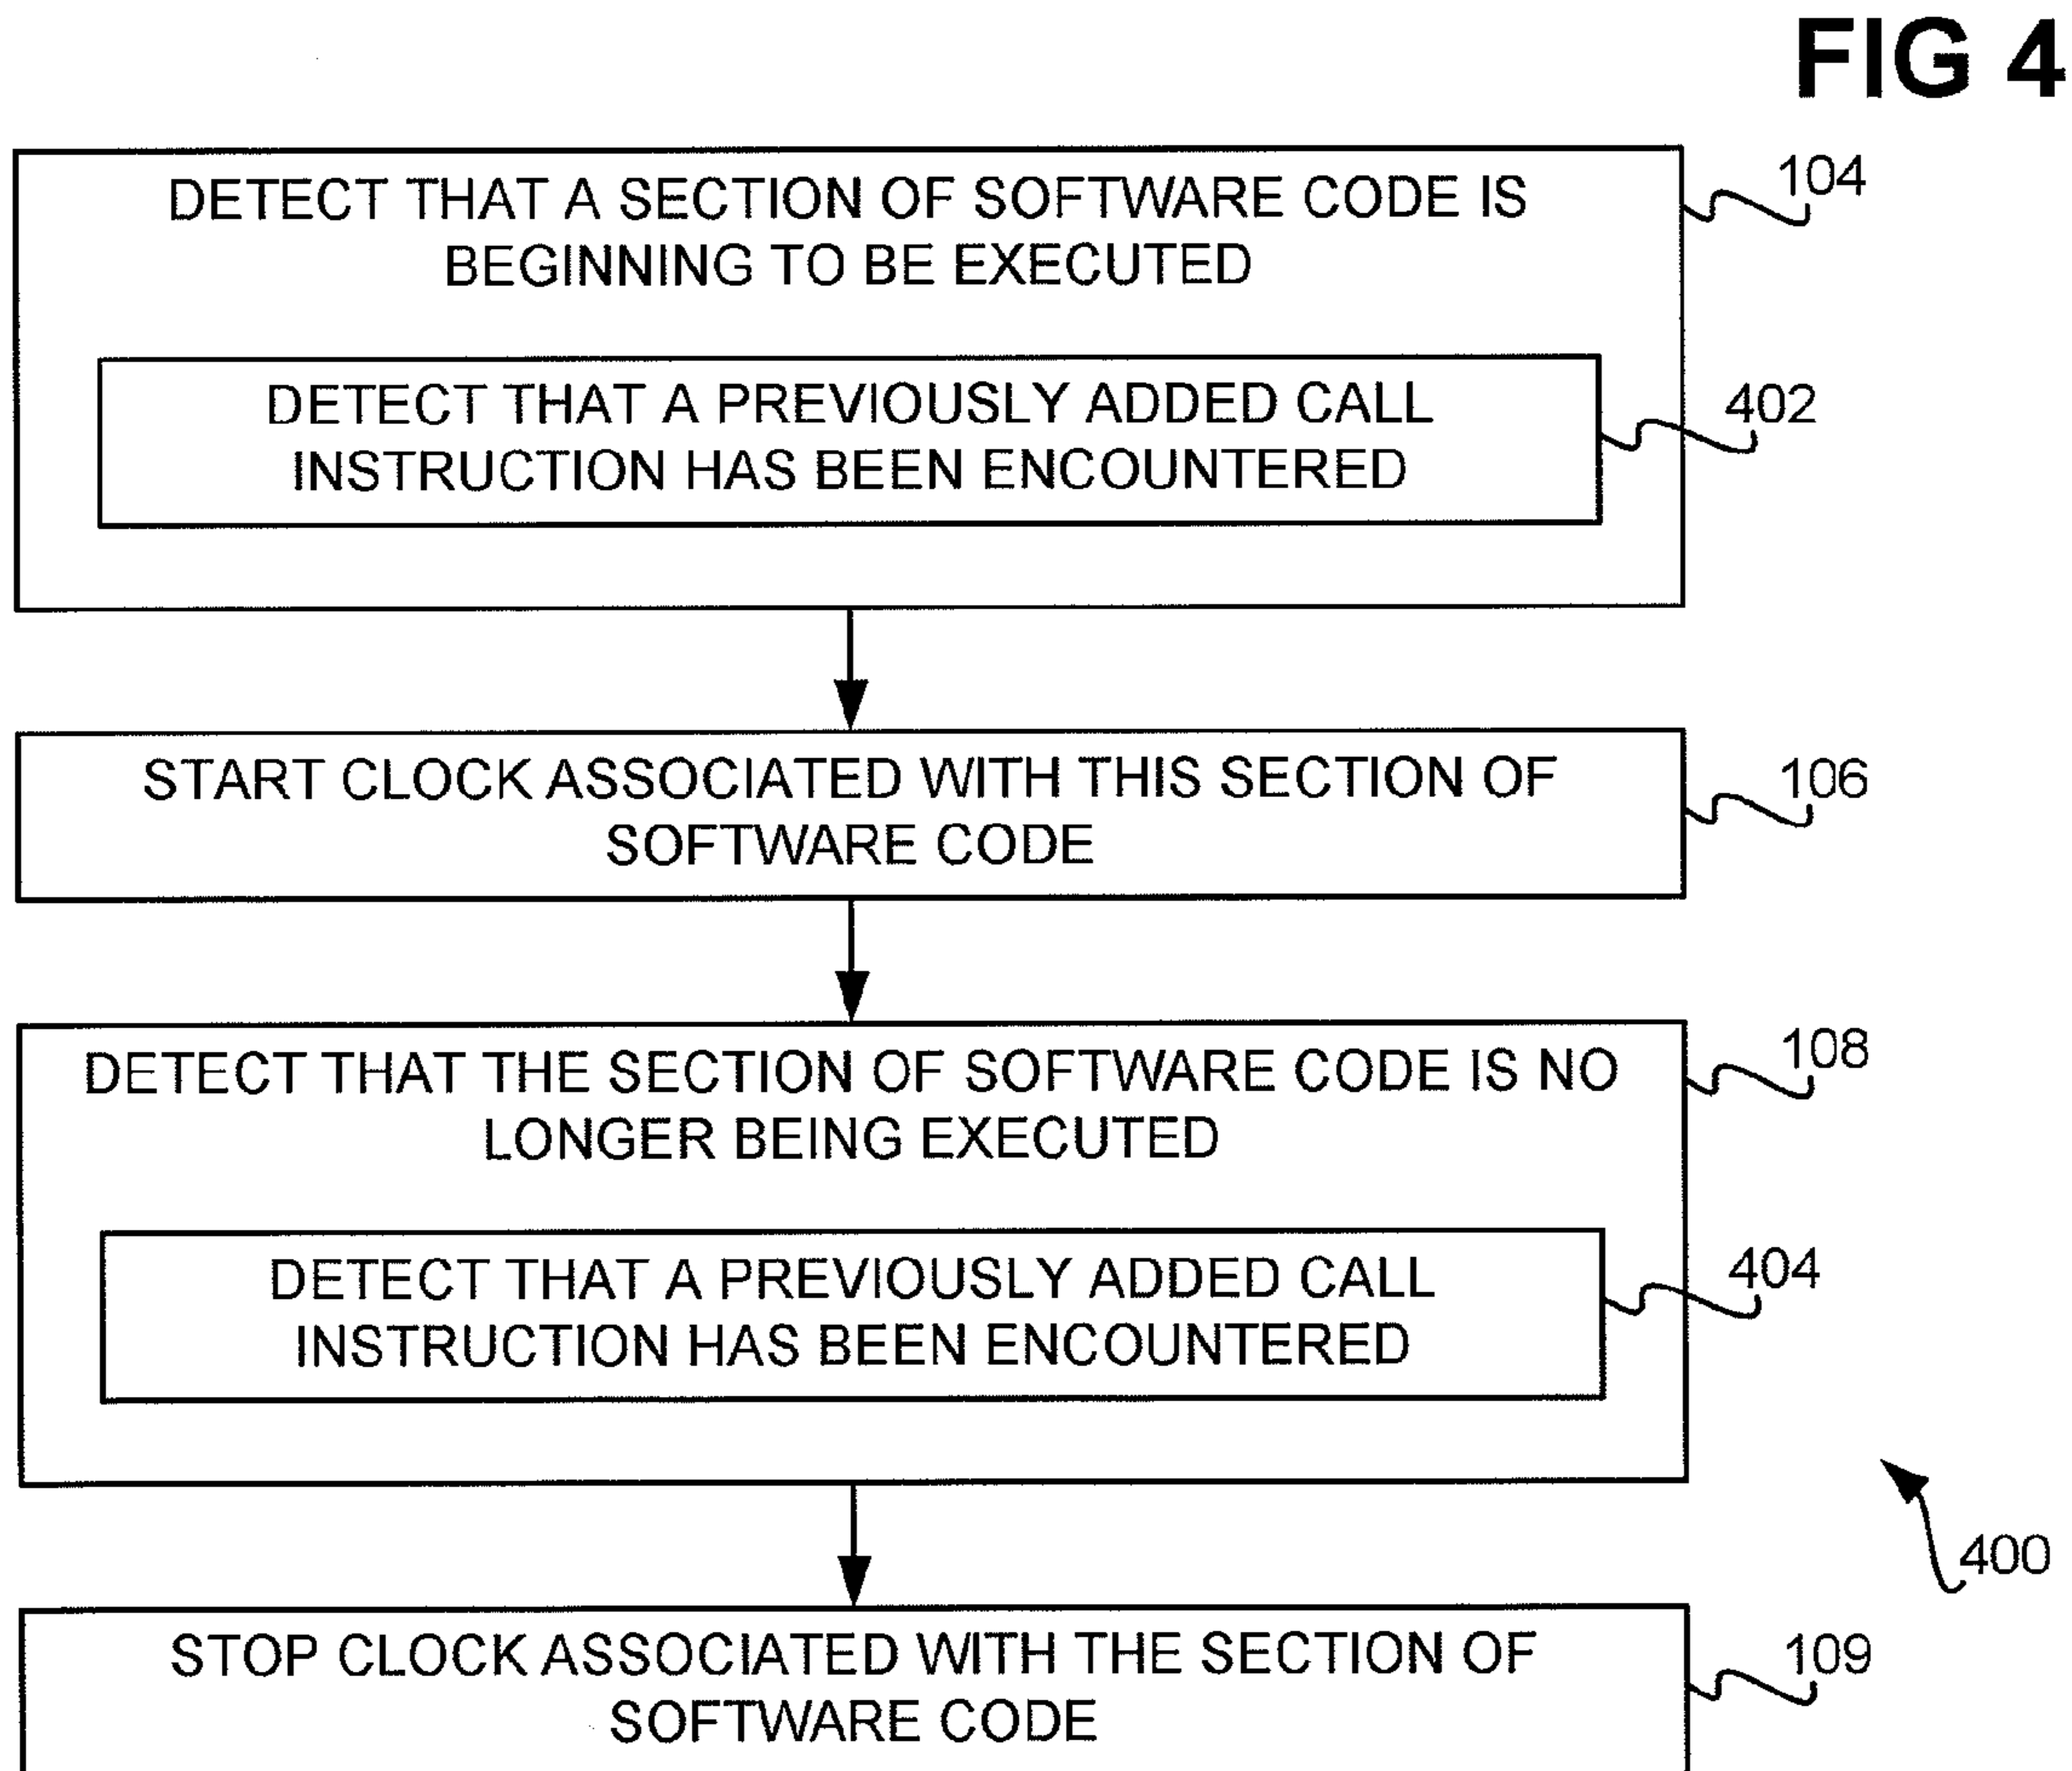 FIG 4
DETECT THAT A SECTION OF SOFTWARE CODE IS
BEGINNING TO BE EXECUTED
104
DETECT THAT A PREVIOUSLY ADDED CALL
INSTRUCTION HAS BEEN ENCOUNTERED
402
START CLOCK ASSOCIATED WITH THIS SECTION OF
SOFTWARE CODE
106
DETECT THAT THE SECTION OF SOFTWARE CODE IS NO
LONGER BEING EXECUTED
108
DETECT THAT A PREVIOUSLY ADDED CALL
INSTRUCTION HAS BEEN ENCOUNTERED
404
400
STOP CLOCK ASSOCIATED WITH THE SECTION OF
SOFTWARE CODE
109